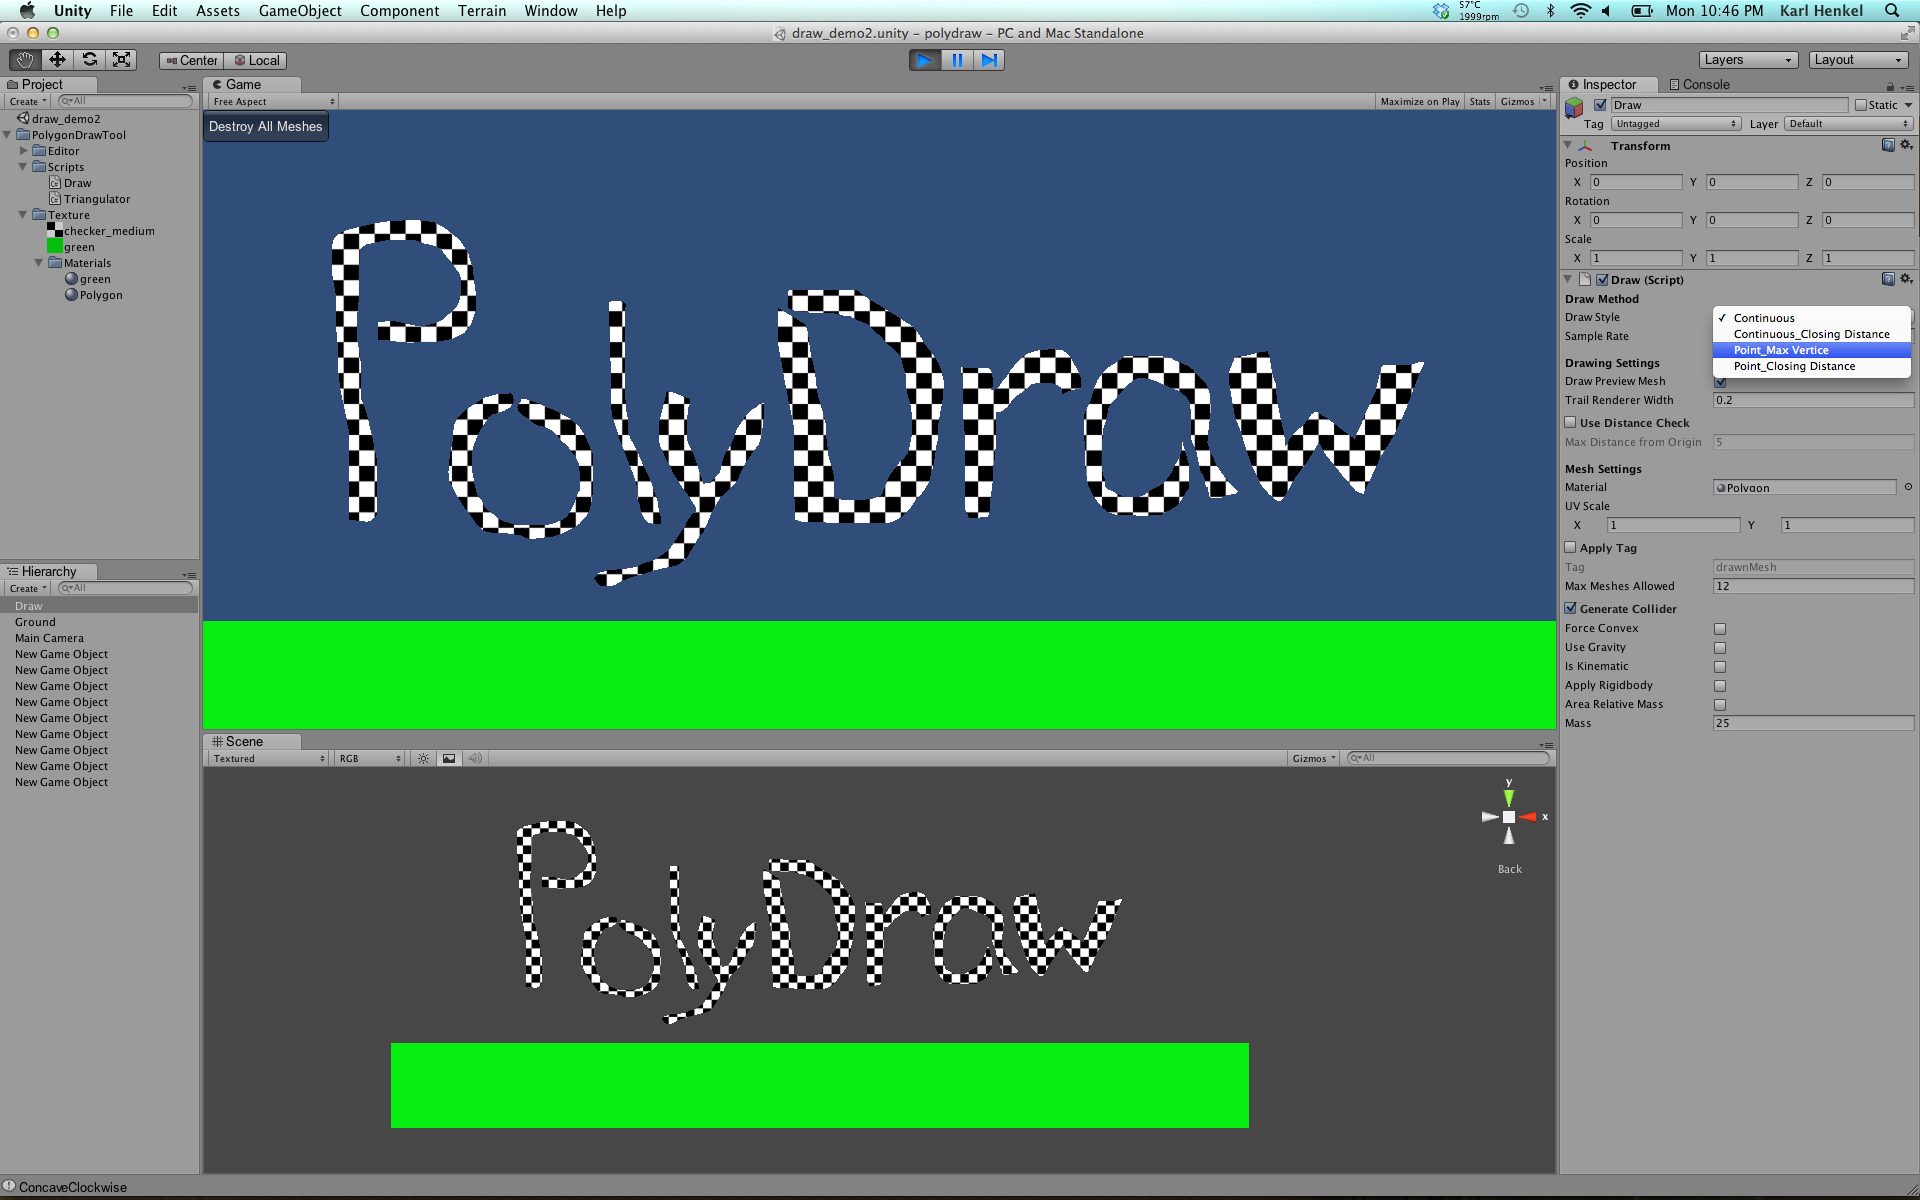 Unity File Edit Assets GameObject Component Terrain Window Help
57°C
1999rpm
Mon 10:46 PM Karl Henkel
draw_demo2.unity – polydraw – PC and Mac Standalone
Center Local
Layers Layout
Project
Create All
draw_demo2
PolygonDrawTool
Editor
Scripts
Draw
Triangulator
Texture
checker_medium
green
Materials
green
Polygon
Hierarchy
Create All
Draw
Ground
Main Camera
New Game Object
New Game Object
New Game Object
New Game Object
New Game Object
New Game Object
New Game Object
New Game Object
New Game Object
ConcaveClockwise
Game
Free Aspect Maximize on Play Stats Gizmos
Destroy All Meshes
PolyDraw
Scene
Textured RGB Gizmos All
y
x
Back
PolyDraw
Inspector Console
Draw Static
Tag Untagged Layer Default
Transform
Position
X 0 Y 0 Z 0
Rotation
X 0 Y 0 Z 0
Scale
X 1 Y 1 Z 1
Draw (Script)
Draw Method
Draw Style
✓ Continuous
Continuous_Closing Distance
Point_Max Vertice
Point_Closing Distance
Sample Rate
Drawing Settings
Draw Preview Mesh
Trail Renderer Width 0.2
Use Distance Check
Max Distance from Origin 5
Mesh Settings
Material Polygon
UV Scale
X 1 Y 1
Apply Tag
Tag drawnMesh
Max Meshes Allowed 12
Generate Collider
Force Convex
Use Gravity
Is Kinematic
Apply Rigidbody
Area Relative Mass
Mass 25